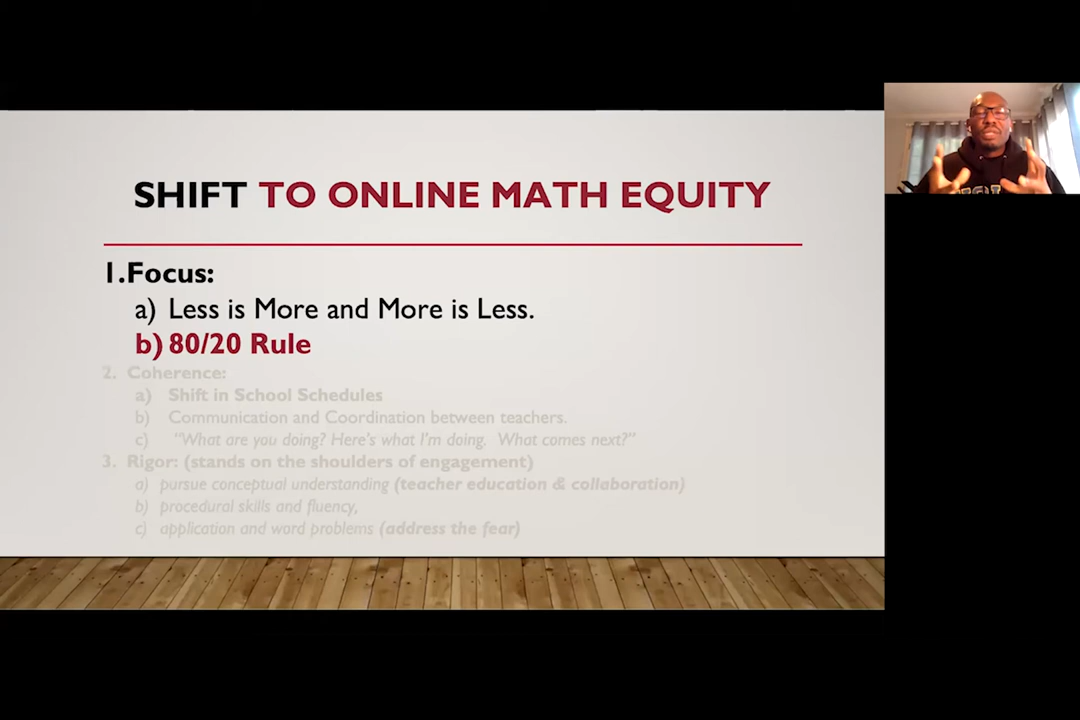 SHIFT TO ONLINE MATH EQUITY
1.Focus:
a) Less is More and More is Less.
b) 80/20 Rule
2. Coherence:
a) Shift in School Schedules
b) Communication and Coordination between teachers.
c) "What are you doing? Here's what I'm doing. What comes next?"
3. Rigor: (stands on the shoulders of engagement)
a) pursue conceptual understanding (teacher education & collaboration)
b) procedural skills and fluency,
c) application and word problems (address the fear)